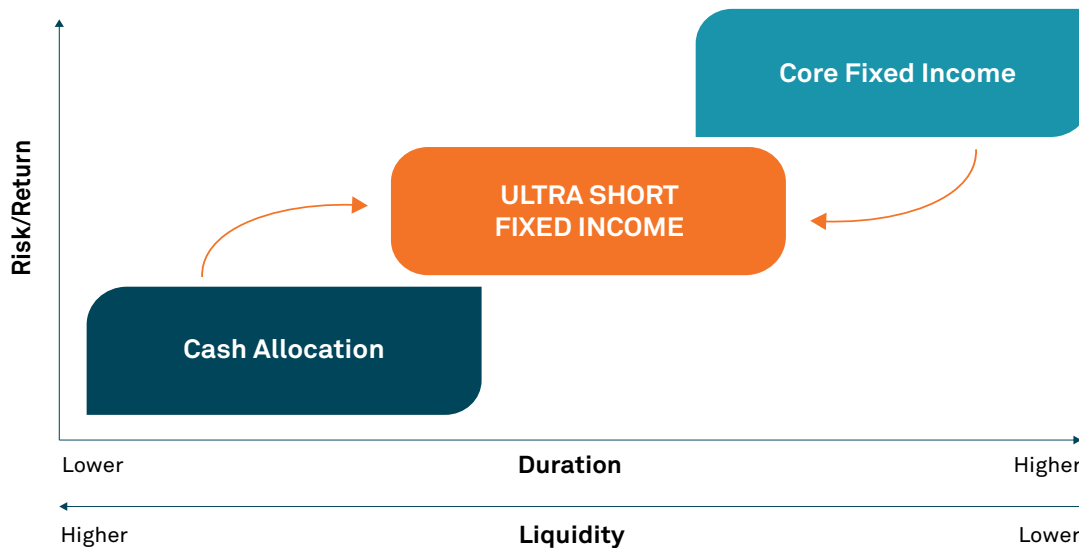 Core Fixed Income
ULTRA SHORT
FIXED INCOME
Risk/Return
Cash Allocation
Lower
Duration
Higher
Higher
Liquidity
Lower